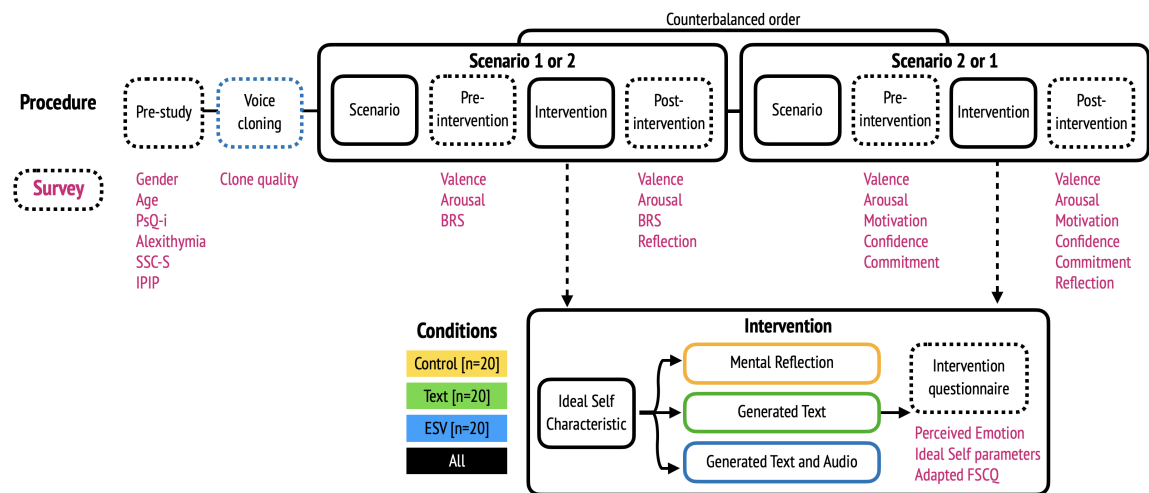 Counterbalanced order
Scenario 1 or 2
Scenario 2 or 1
Procedure
Pre-study
Voice
cloning
Scenario
Pre-
intervention
Intervention
Post-
intervention
Scenario
Pre-
intervention
Intervention
Post-
intervention
Survey
Gender
Age
PsQ-i
Alexithymia
SSC-S
IPIP
Clone quality
Valence
Arousal
BRS
Valence
Arousal
BRS
Reflection
Valence
Arousal
Motivation
Confidence
Commitment
Valence
Arousal
Motivation
Confidence
Commitment
Reflection
Conditions
Control [n=20]
Text [n=20]
ESV [n=20]
All
Intervention
Ideal Self
Characteristic
Mental Reflection
Generated Text
Generated Text and Audio
Intervention
questionnaire
Perceived Emotion
Ideal Self parameters
Adapted FSCQ